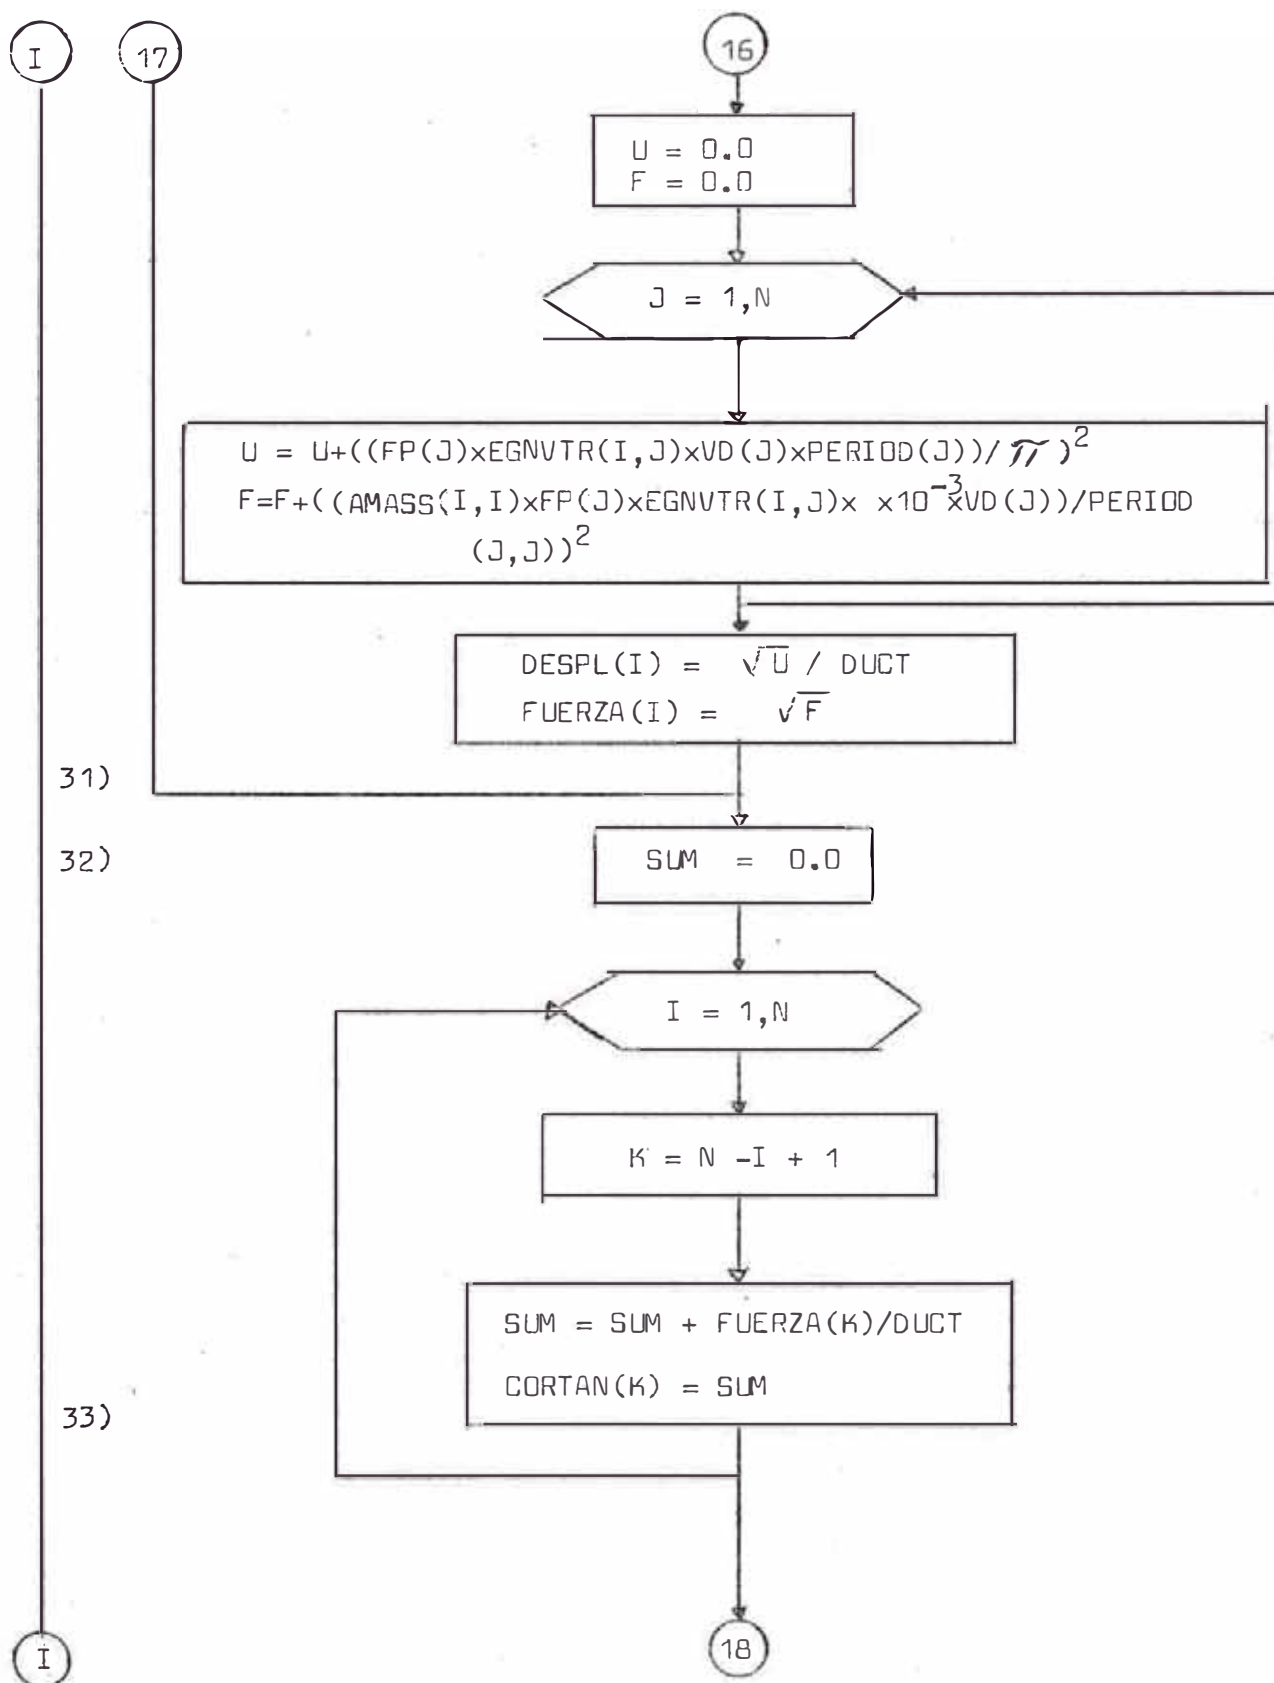 I 17 16
U = 0.0
F = 0.0
J = 1,N
U = U+((FP(J)xEGNVTR(I,J)xVD(J)xPERIOD(J))/π)²
F=F+((AMASS(I,I)xFP(J)xEGNVTR(I,J)x x10⁻³xVD(J))/PERIOD
(J,J))²
DESPL(I) = √U / DUCT
FUERZA(I) = √F
31)
32) SUM = 0.0
I = 1,N
K = N -I + 1
SUM = SUM + FUERZA(K)/DUCT
CORTAN(K) = SUM
33)
I 18